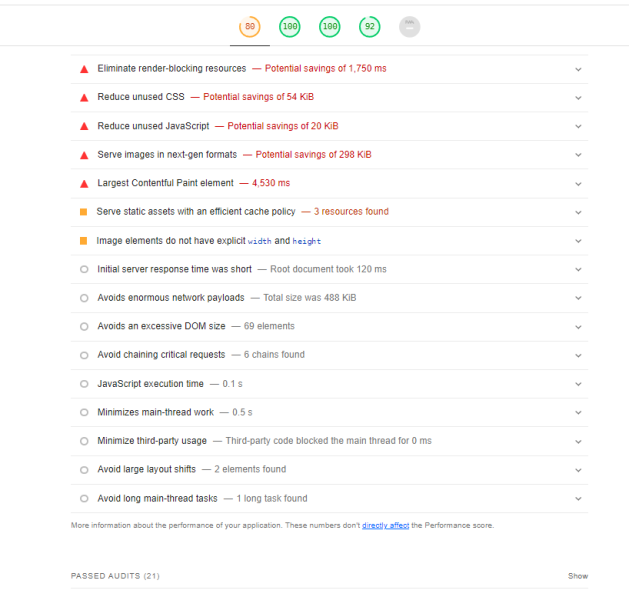 80 100 100 92
Eliminate render-blocking resources — Potential savings of 1,750 ms
Reduce unused CSS — Potential savings of 54 KiB
Reduce unused JavaScript — Potential savings of 20 KiB
Serve images in next-gen formats — Potential savings of 298 KiB
Largest Contentful Paint element — 4,530 ms
Serve static assets with an efficient cache policy — 3 resources found
Image elements do not have explicit width and height
Initial server response time was short — Root document took 120 ms
Avoids enormous network payloads — Total size was 488 KiB
Avoids an excessive DOM size — 69 elements
Avoid chaining critical requests — 6 chains found
JavaScript execution time — 0.1 s
Minimizes main-thread work — 0.5 s
Minimize third-party usage — Third-party code blocked the main thread for 0 ms
Avoid large layout shifts — 2 elements found
Avoid long main-thread tasks — 1 long task found
More information about the performance of your application. These numbers don't directly affect the Performance score.
PASSED AUDITS (21) Show